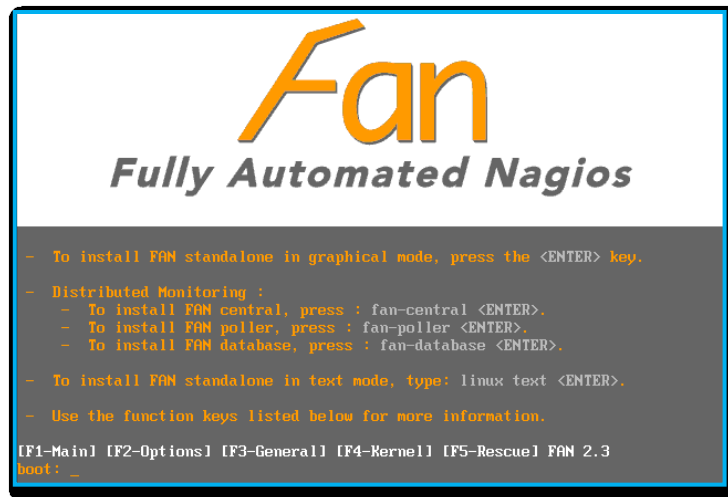 Fan
Fully Automated Nagios
- To install FAN standalone in graphical mode, press the <ENTER> key.
- Distributed Monitoring :
- To install FAN central, press : fan-central <ENTER>.
- To install FAN poller, press : fan-poller <ENTER>.
- To install FAN database, press : fan-database <ENTER>.
- To install FAN standalone in text mode, type: linux text <ENTER>.
- Use the function keys listed below for more information.
[F1-Main] [F2-Options] [F3-General] [F4-Kernel] [F5-Rescue] FAN 2.3
boot: _